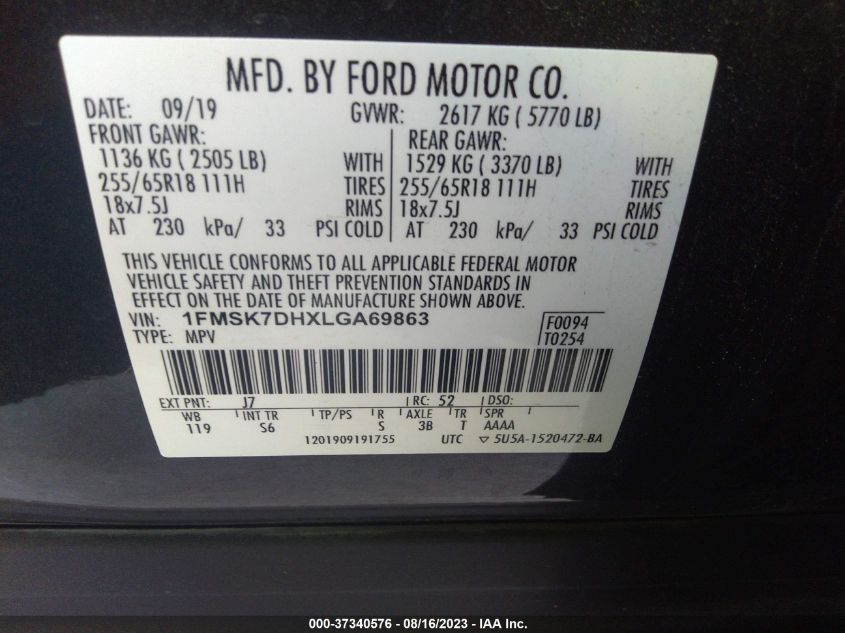 MFD. BY FORD MOTOR CO.
DATE: 09/19 GVWR: 2617 KG ( 5770 LB)
FRONT GAWR: REAR GAWR:
1136 KG ( 2505 LB) WITH 1529 KG ( 3370 LB) WITH
255/65R18 111H TIRES 255/65R18 111H TIRES
18x7.5J RIMS 18x7.5J RIMS
AT 230 kPa/ 33 PSI COLD AT 230 kPa/ 33 PSI COLD
THIS VEHICLE CONFORMS TO ALL APPLICABLE FEDERAL MOTOR
VEHICLE SAFETY AND THEFT PREVENTION STANDARDS IN
EFFECT ON THE DATE OF MANUFACTURE SHOWN ABOVE.
VIN: 1FMSK7DHXLGA69863 F0094
TYPE: MPV T0254
EXT PNT: J7 RC: 52 DSO:
WB INT TR TP/PS R AXLE TR SPR
119 S6 S 3B T AAAA
1201909191755 UTC ▽ 5U5A-1520472-BA
000-37340576 - 08/16/2023 - IAA Inc.